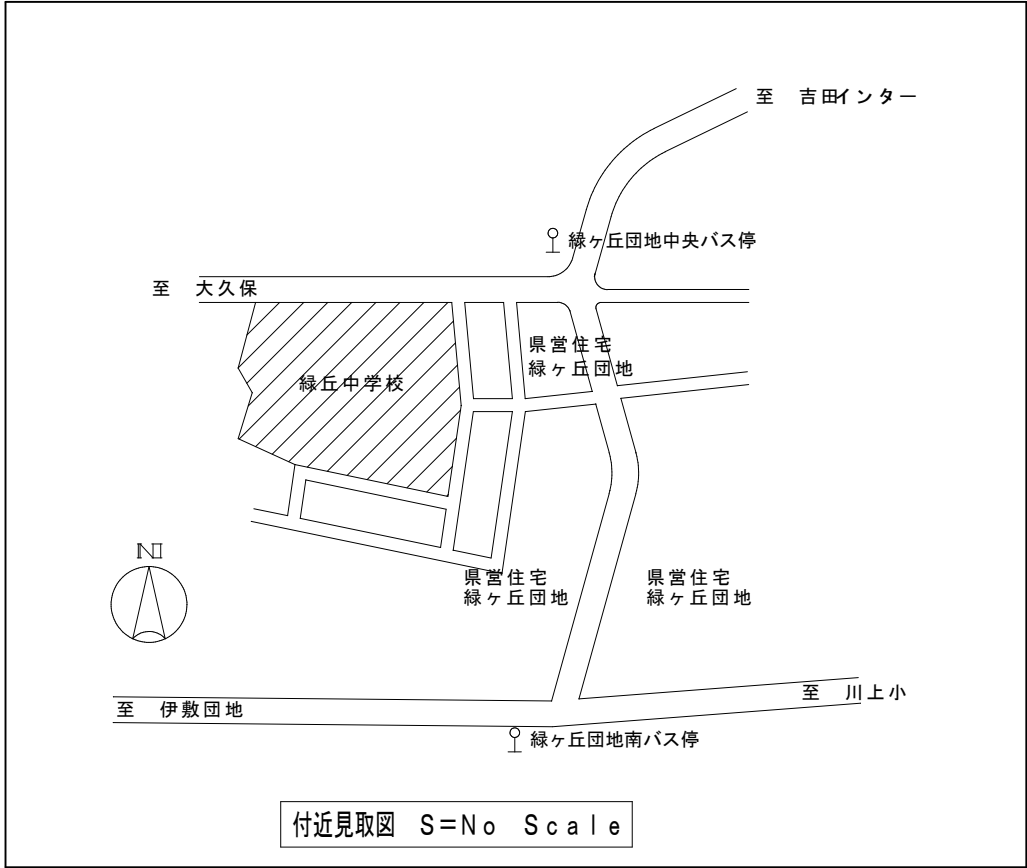 至　吉田インター
緑ヶ丘団地中央バス停
至　大久保
県営住宅
緑ヶ丘団地
緑丘中学校
N
県営住宅
緑ヶ丘団地
県営住宅
緑ヶ丘団地
至　川上小
至　伊敷団地
緑ヶ丘団地南バス停
付近見取図　S=No　Scale